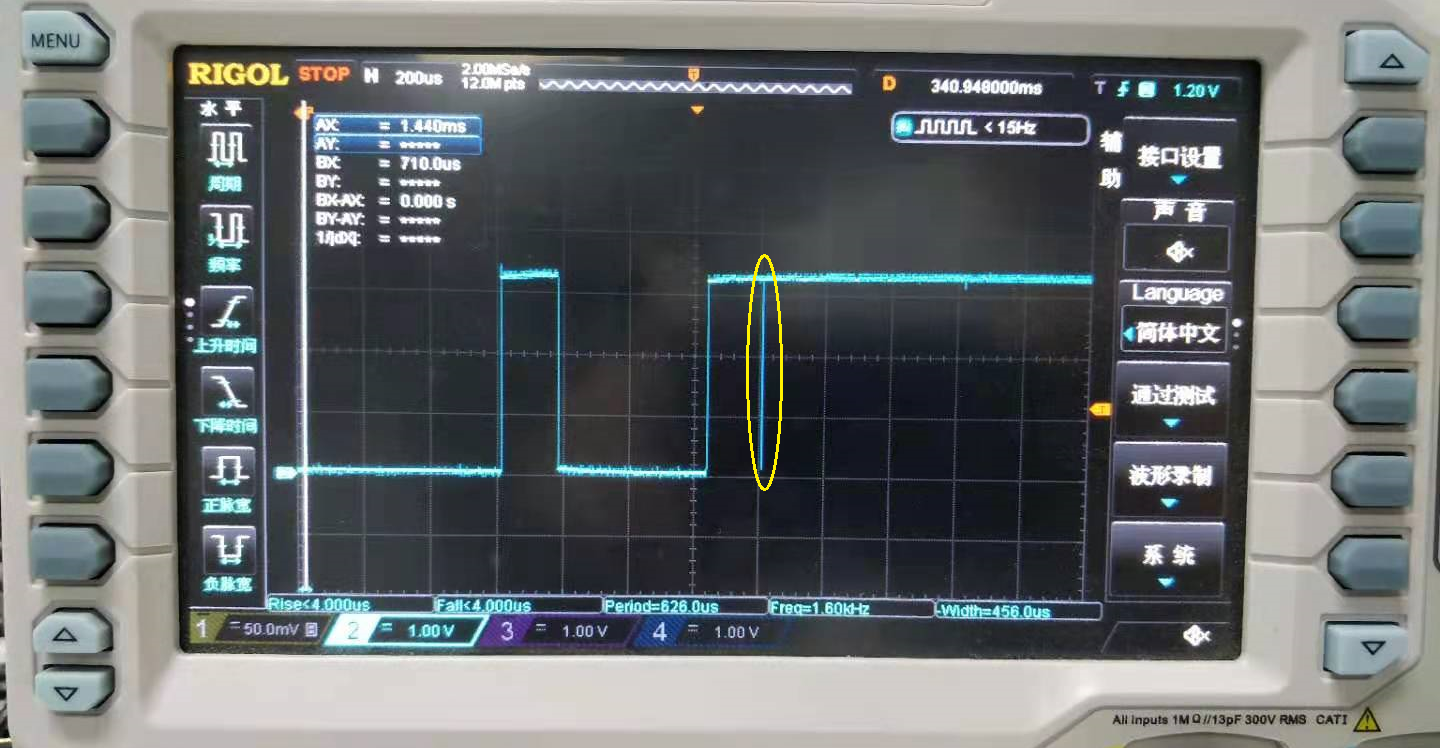 MENU
RIGOL STOP H 200us 2.00MSa/s 12.0M pts D 340.948000ms T 1.20 V
水平
周期
频率
上升时间
下降时间
正脉宽
负脉宽
AX: = 1.440ms
AY: = *****
BX: = 710.0us
BY: = *****
BX-AX: = 0.000 s
BY-AY: = *****
1/|dX|: = *****
< 15Hz
辅助
接口设置
声音
Language
简体中文
通过测试
波形录制
系统
Rise<4.000us Fall<4.000us Period=626.0us Freq=1.60kHz -Width=456.0us
1 = 50.0mV 2 = 1.00 V 3 = 1.00 V 4 = 1.00 V
All inputs 1MΩ//13pF 300V RMS CAT I